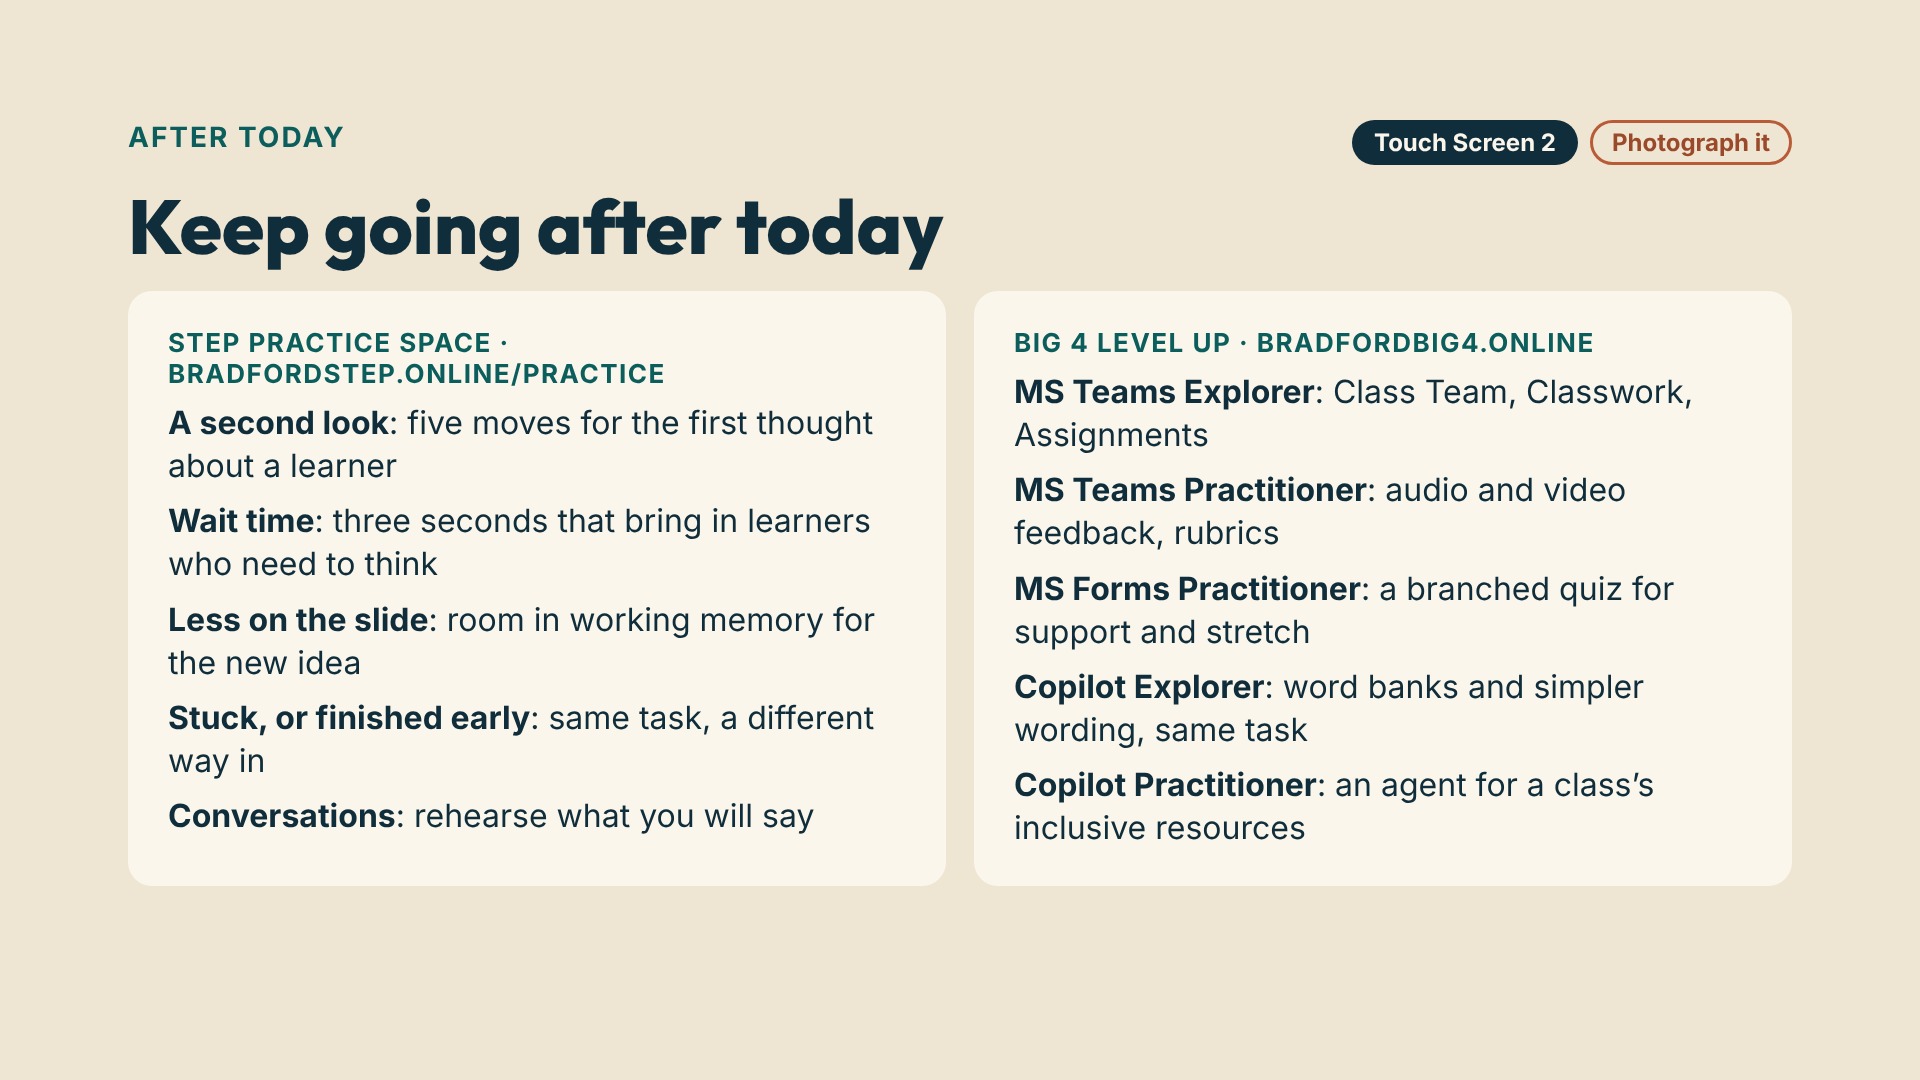 AFTER TODAY
Touch Screen 2
Photograph it
Keep going after today
STEP PRACTICE SPACE ·
BRADFORDSTEP.ONLINE/PRACTICE
A second look: five moves for the first thought
about a learner
Wait time: three seconds that bring in learners
who need to think
Less on the slide: room in working memory for
the new idea
Stuck, or finished early: same task, a different
way in
Conversations: rehearse what you will say
BIG 4 LEVEL UP · BRADFORDBIG4.ONLINE
MS Teams Explorer: Class Team, Classwork,
Assignments
MS Teams Practitioner: audio and video
feedback, rubrics
MS Forms Practitioner: a branched quiz for
support and stretch
Copilot Explorer: word banks and simpler
wording, same task
Copilot Practitioner: an agent for a class’s
inclusive resources